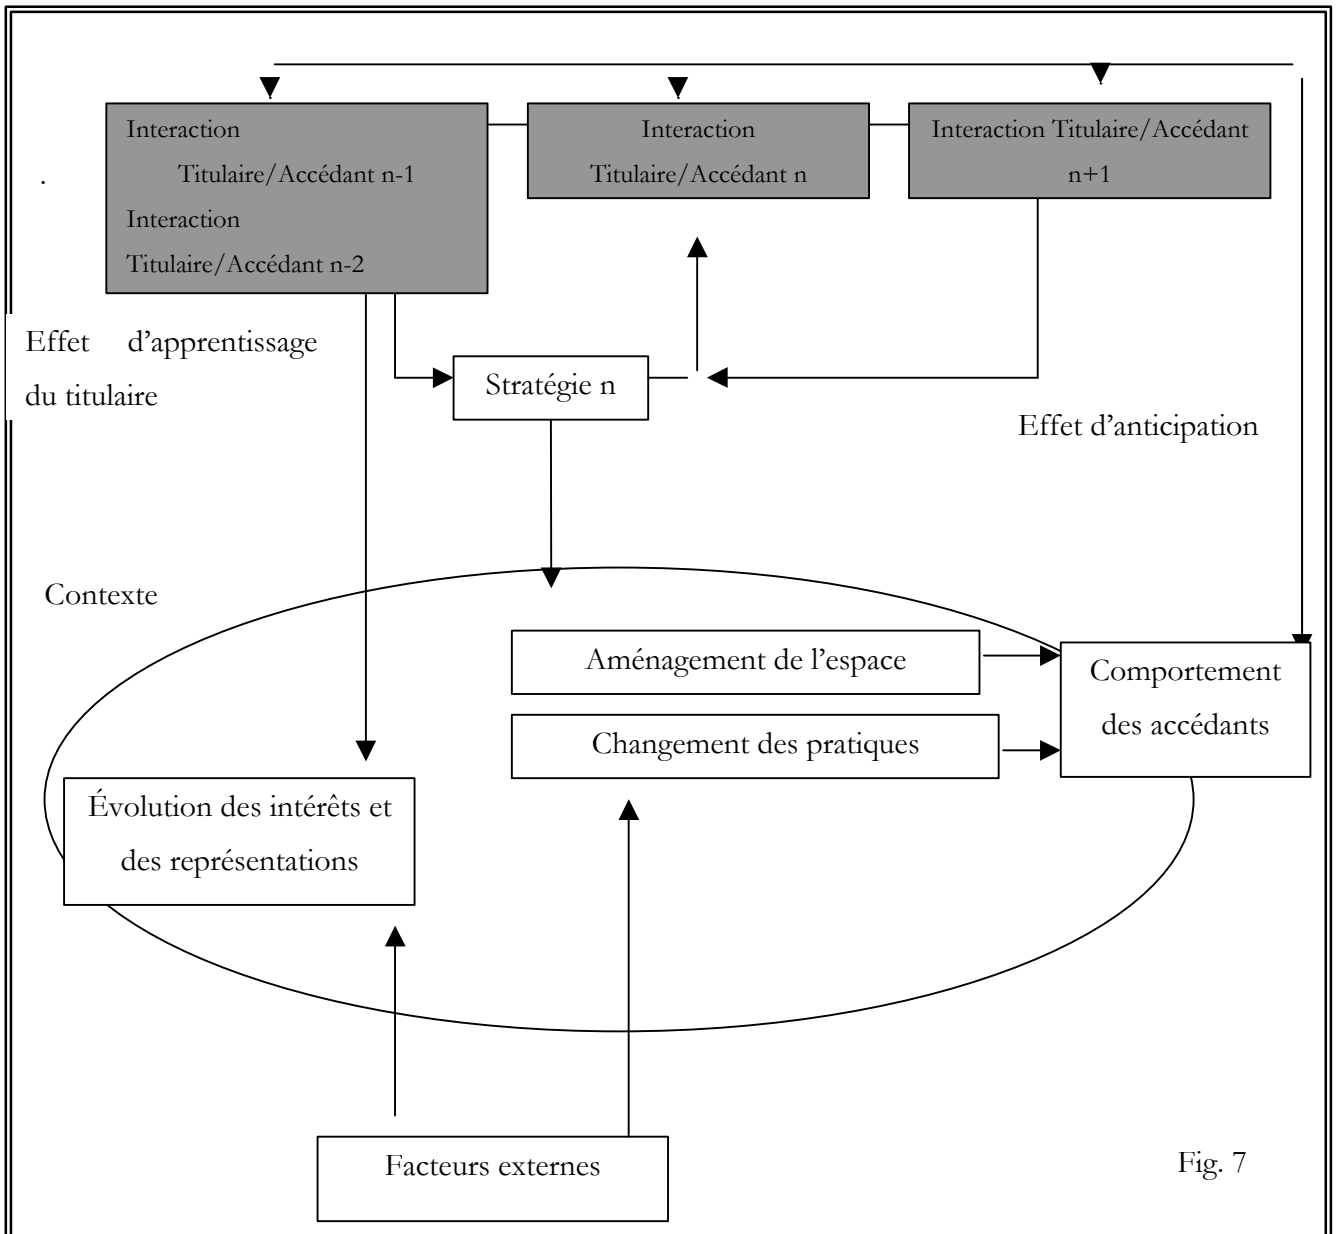 Interaction
Titulaire/Accédant n-1
Interaction
Titulaire/Accédant n-2
Interaction
Titulaire/Accédant n
Interaction Titulaire/Accédant
n+1
.
Effet d’apprentissage
du titulaire
Stratégie n
Effet d’anticipation
Contexte
Aménagement de l’espace
Comportement
des accédants
Changement des pratiques
Évolution des intérêts et
des représentations
Facteurs externes
Fig. 7